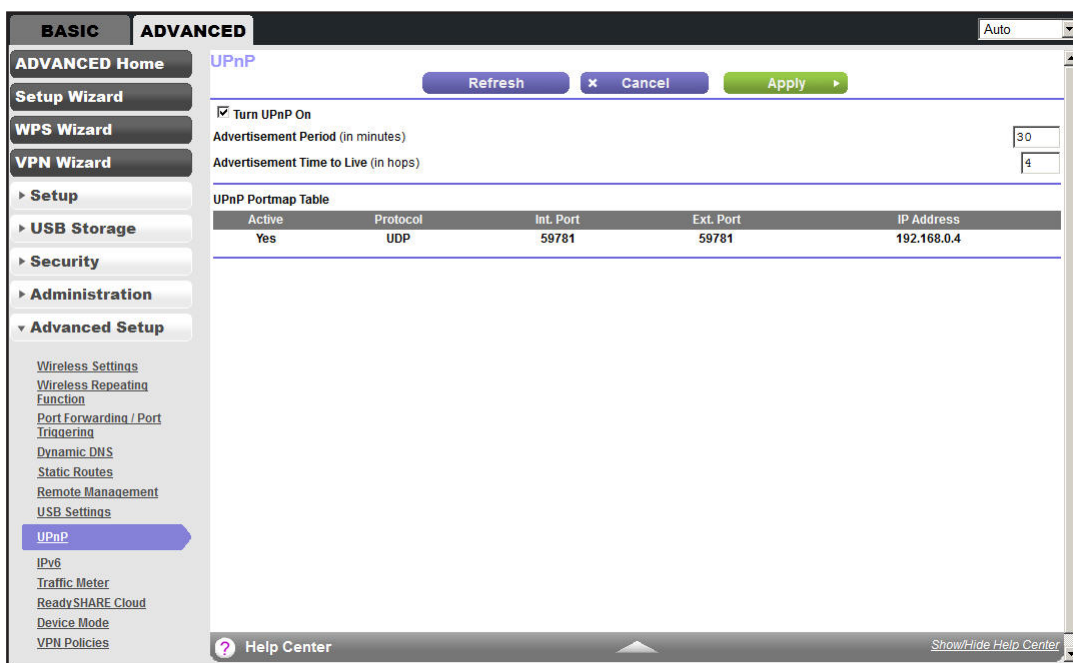 BASIC
ADVANCED
Auto
ADVANCED Home
Setup Wizard
WPS Wizard
VPN Wizard
Setup
USB Storage
Security
Administration
Advanced Setup
Wireless Settings
Wireless Repeating
Function
Port Forwarding / Port
Triggering
Dynamic DNS
Static Routes
Remote Management
USB Settings
UPnP
IPv6
Traffic Meter
ReadySHARE Cloud
Device Mode
VPN Policies
UPnP
Refresh
x Cancel
Apply
Turn UPnP On
Advertisement Period (in minutes) 30
Advertisement Time to Live (in hops) 4
UPnP Portmap Table
Active Protocol Int. Port Ext. Port IP Address
Yes UDP 59781 59781 192.168.0.4
? Help Center
Show/Hide Help Center